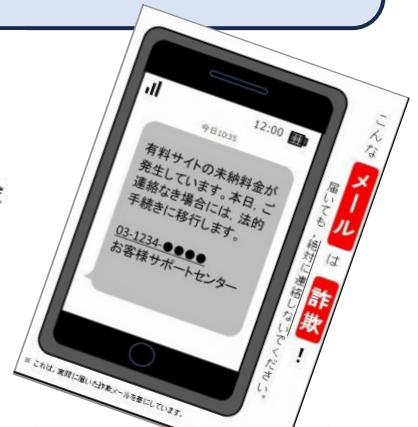 こんな メール は 詐欺 !
届いても、絶対に連絡しないでください。
12:00
今日10:35
有料サイトの未納料金が
発生しています。本日、ご
連絡なき場合には、法的
手続きに移行します。
03-1234-●●●●
お客様サポートセンター
※ これは、実際に届いた詐欺メールを基にしています。